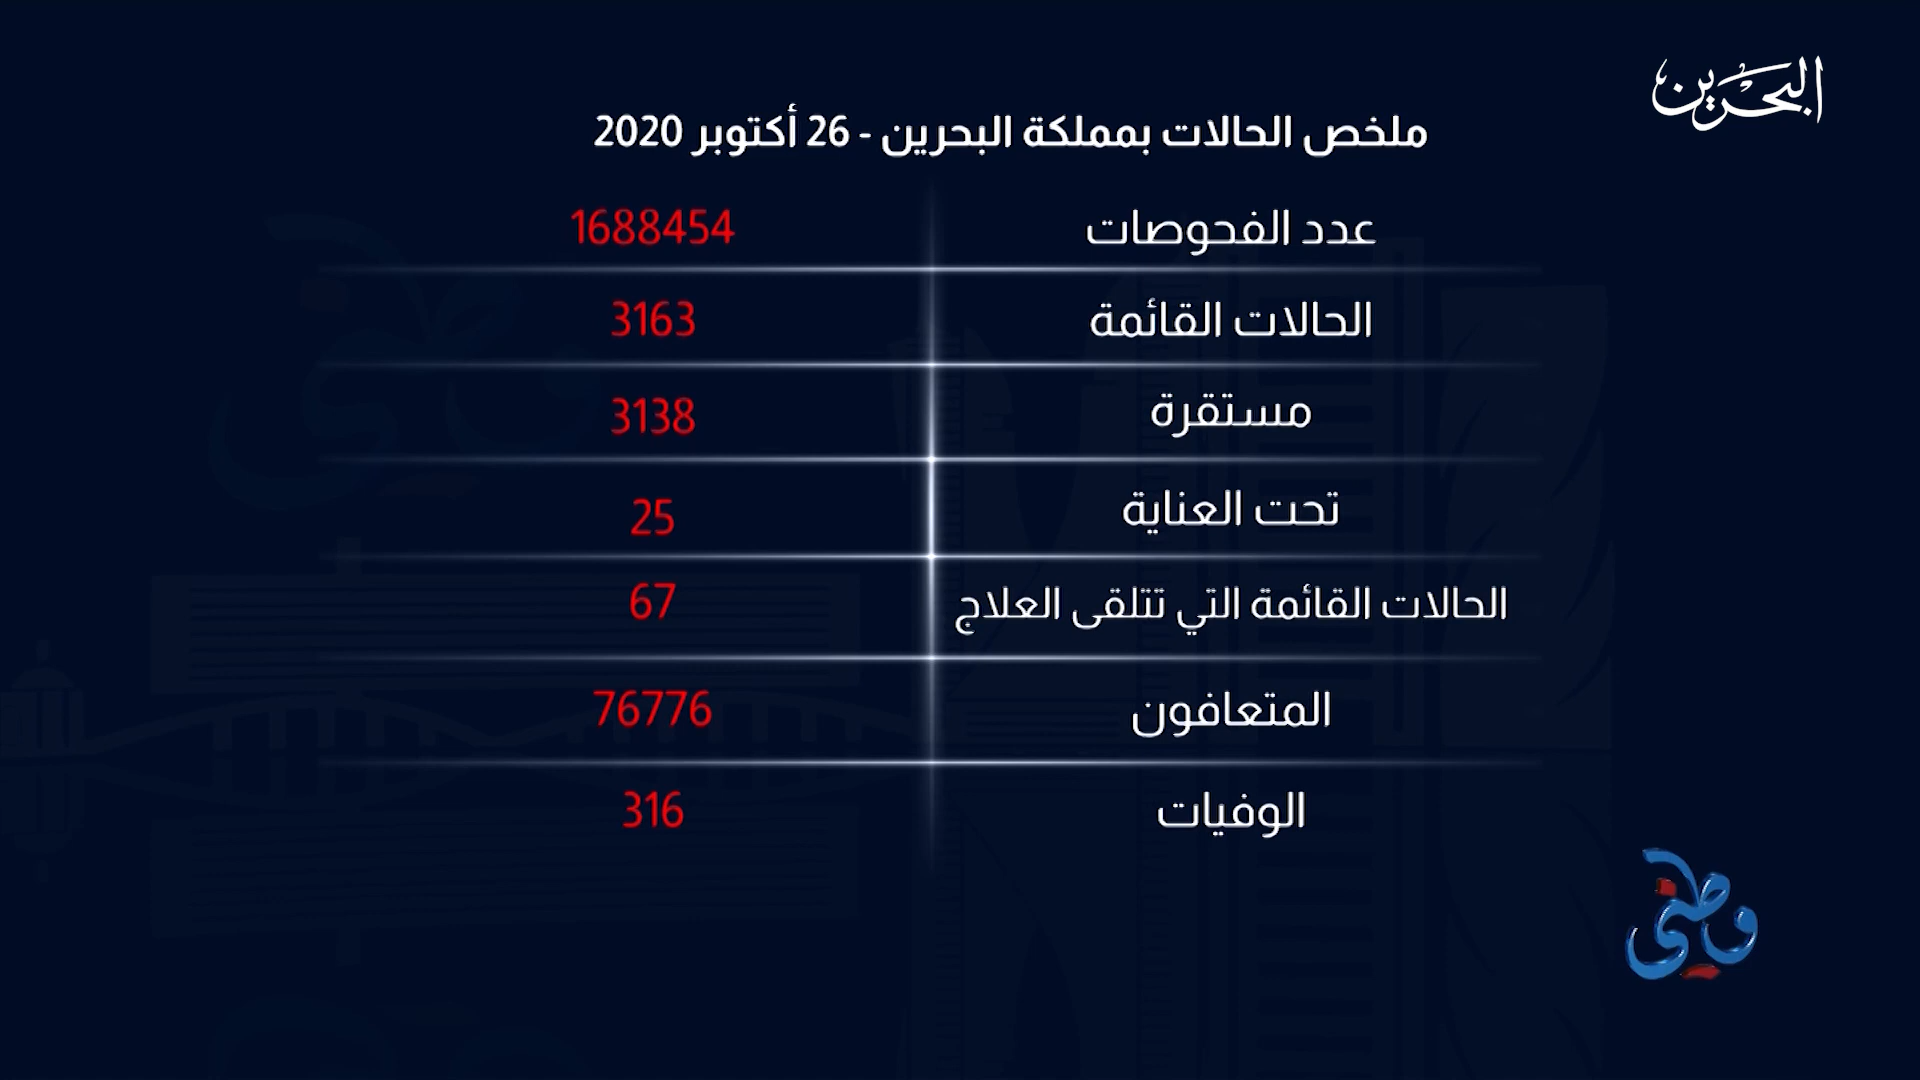 البحرين
ملخص الحالات بمملكة البحرين - 26 أكتوبر 2020
عدد الفحوصات 1688454
الحالات القائمة 3163
مستقرة 3138
تحت العناية 25
الحالات القائمة التي تتلقى العلاج 67
المتعافون 76776
الوفيات 316
وطني